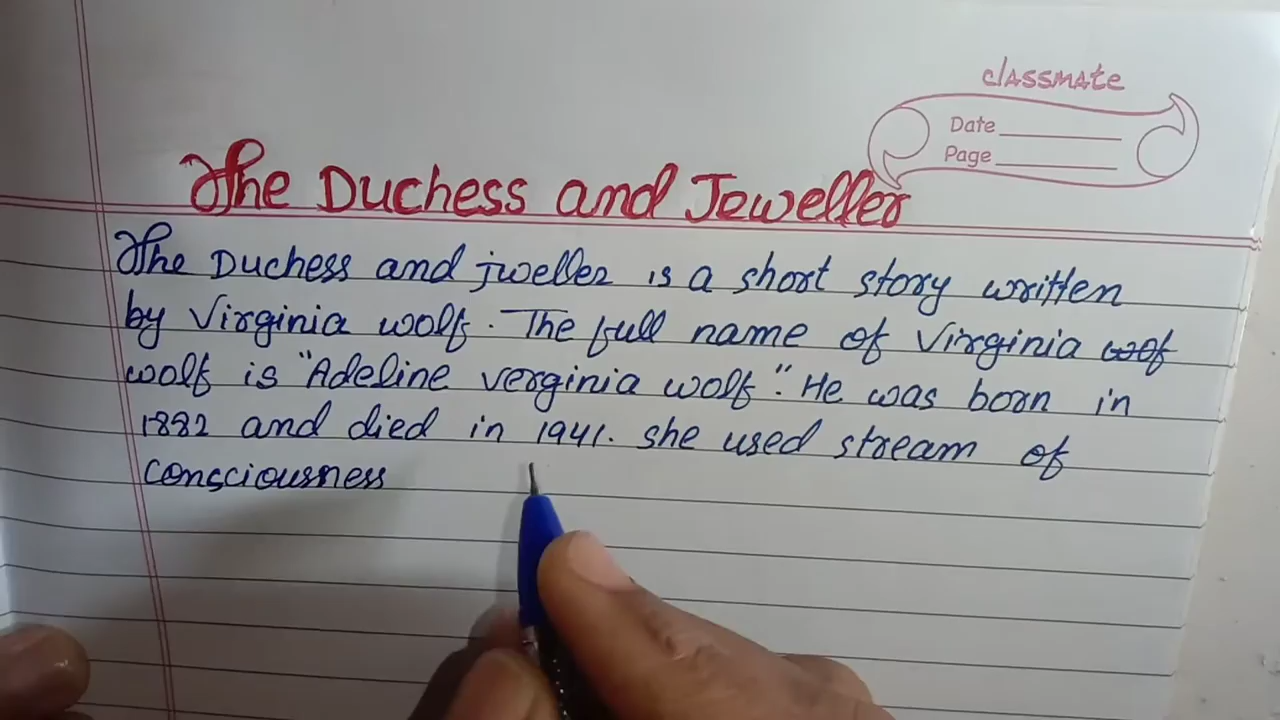 classmate
Date
Page
The Duchess and Jeweller
The Duchess and jweller is a short story written
by Virginia wolf. The full name of Virginia wof
wolf is "Adeline verginia wolf". He was born in
1882 and died in 1941. she used stream of
consciousness